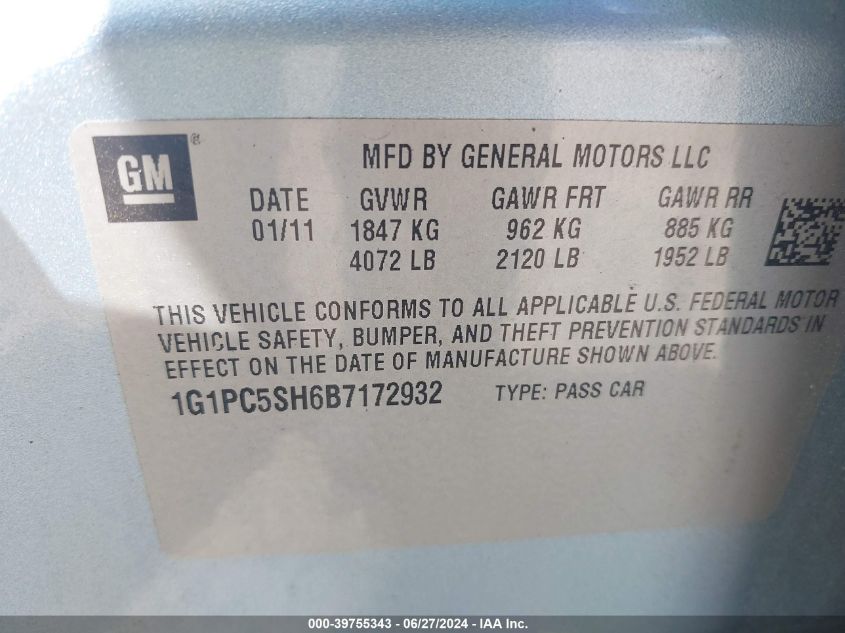 GM®
MFD BY GENERAL MOTORS LLC
DATE GVWR GAWR FRT GAWR RR
01/11 1847 KG 962 KG 885 KG
4072 LB 2120 LB 1952 LB
THIS VEHICLE CONFORMS TO ALL APPLICABLE U.S. FEDERAL MOTOR
VEHICLE SAFETY, BUMPER, AND THEFT PREVENTION STANDARDS IN
EFFECT ON THE DATE OF MANUFACTURE SHOWN ABOVE.
1G1PC5SH6B7172932 TYPE: PASS CAR
000-39755343 - 06/27/2024 - IAA Inc.